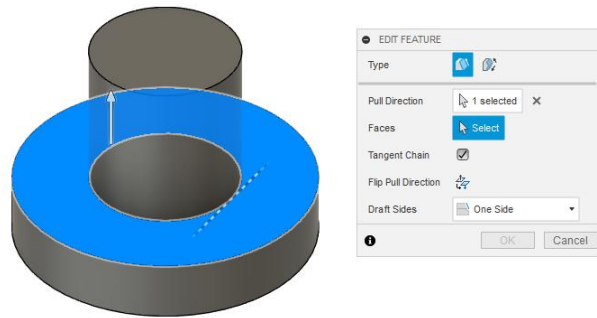 EDIT FEATURE
Type
Pull Direction 1 selected
Faces Select
Tangent Chain
Flip Pull Direction
Draft Sides One Side
OK Cancel